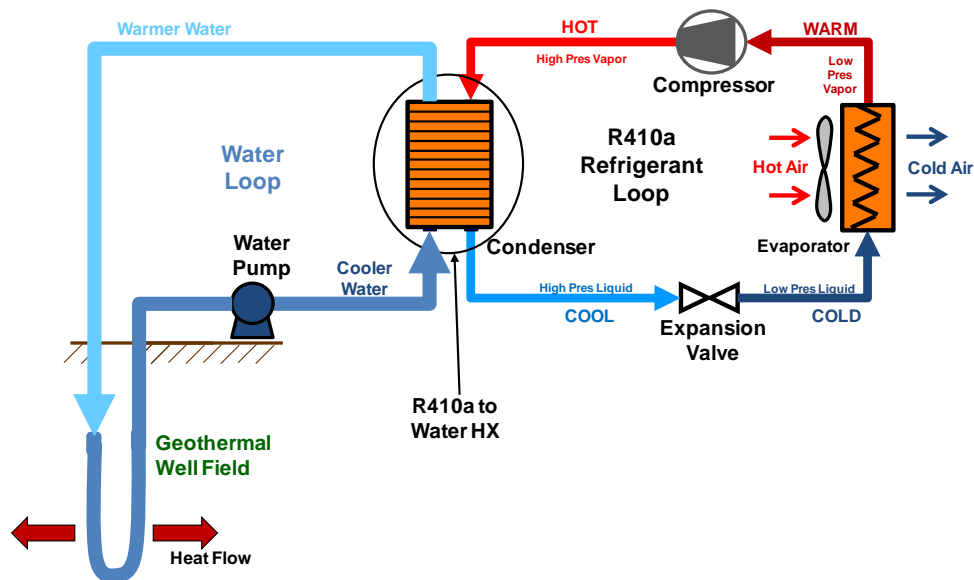 Warmer Water
HOT
High Pres Vapor
Compressor
WARM
Low
Pres
Vapor
Water
Loop
R410a
Refrigerant
Loop
Hot Air
Cold Air
Water
Pump
Cooler
Water
Condenser
Evaporator
High Pres Liquid
COOL
Low Pres Liquid
COLD
Expansion
Valve
R410a to
Water HX
Geothermal
Well Field
Heat Flow